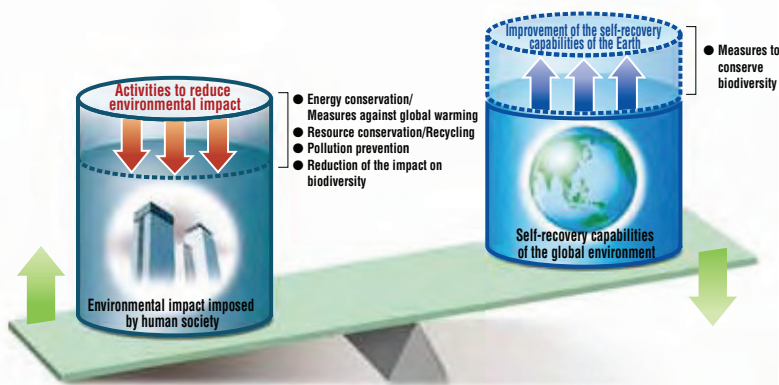 Activities to reduce
environmental impact
● Energy conservation/
Measures against global warming
● Resource conservation/Recycling
● Pollution prevention
● Reduction of the impact on
biodiversity
Environmental impact imposed
by human society
Improvement of the self-recovery
capabilities of the Earth
● Measures to
conserve
biodiversity
Self-recovery capabilities
of the global environment